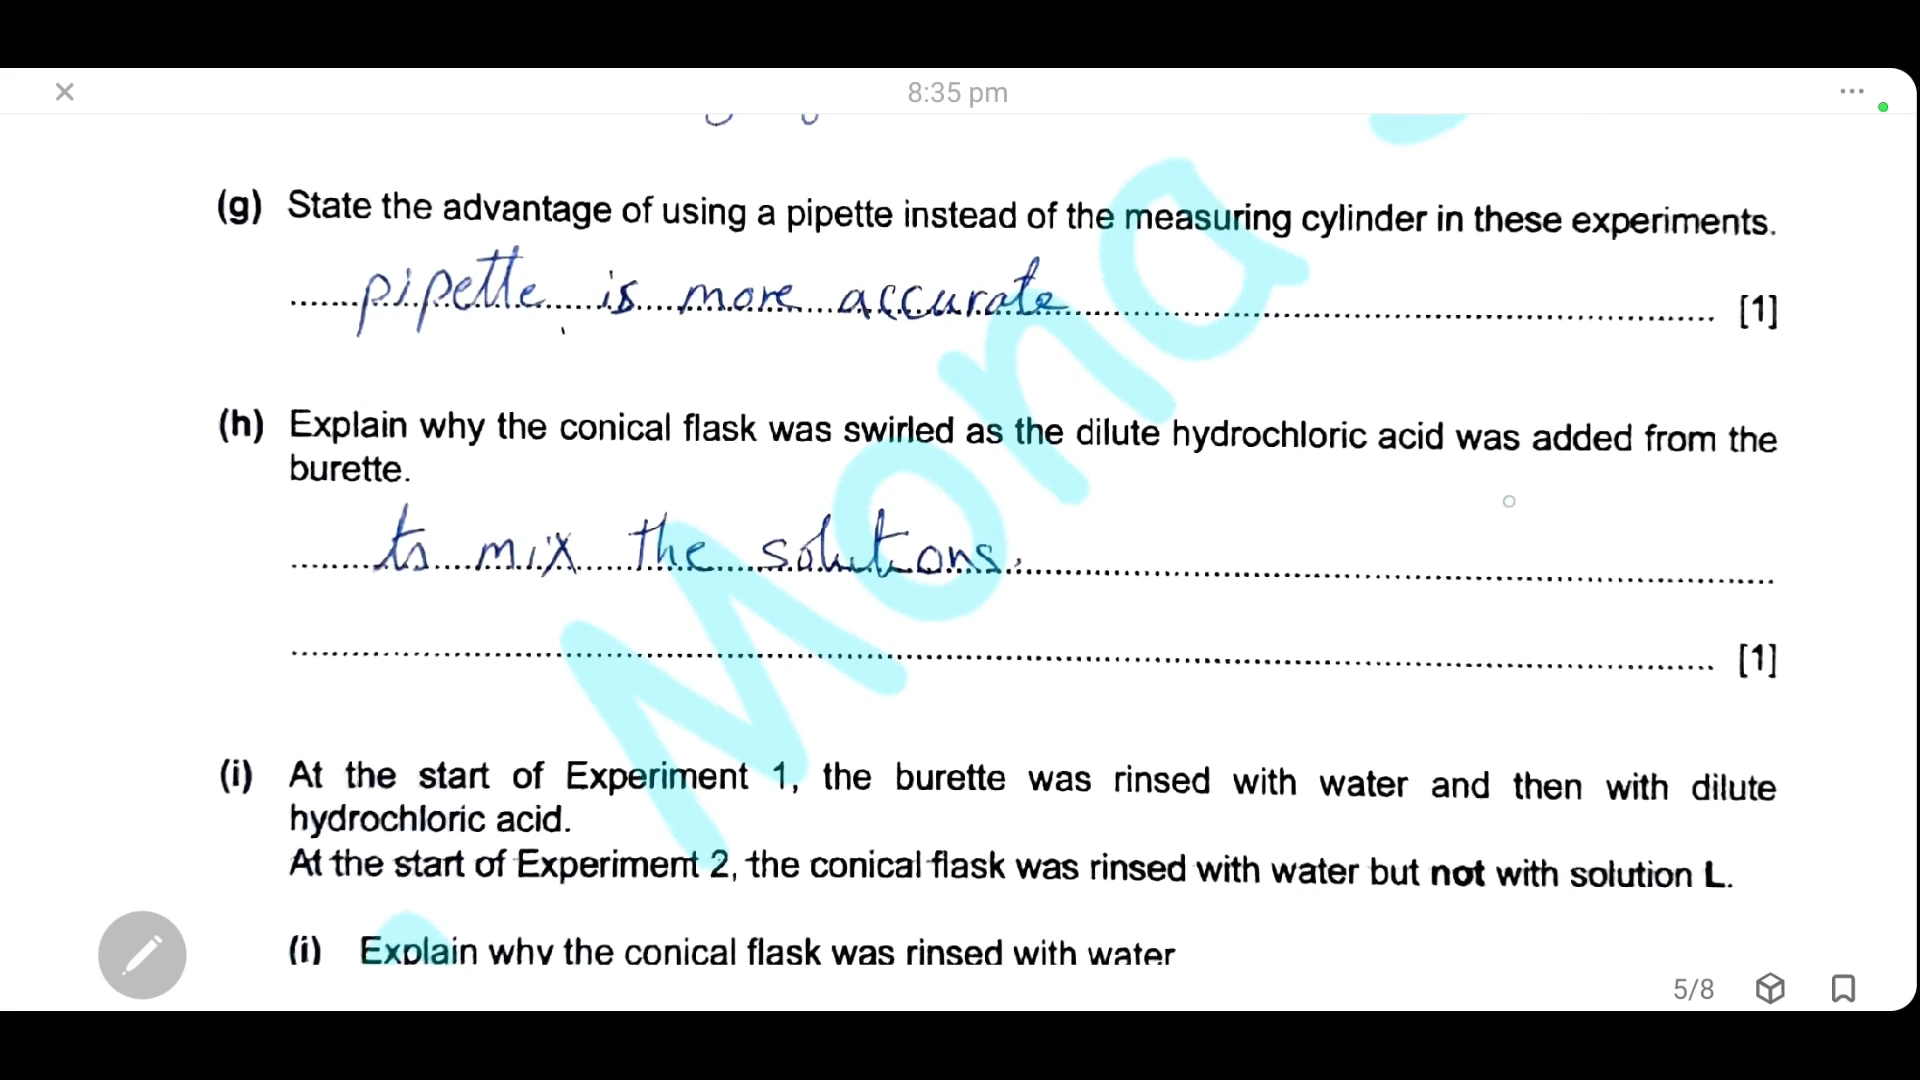 8:35 pm
(g) State the advantage of using a pipette instead of the measuring cylinder in these experiments.
pipette is more accurate [1]
(h) Explain why the conical flask was swirled as the dilute hydrochloric acid was added from the
burette.
to mix the solutions.
[1]
(i) At the start of Experiment 1, the burette was rinsed with water and then with dilute
hydrochloric acid.
At the start of Experiment 2, the conical flask was rinsed with water but not with solution L.
(i) Explain why the conical flask was rinsed with water
5/8
Mona